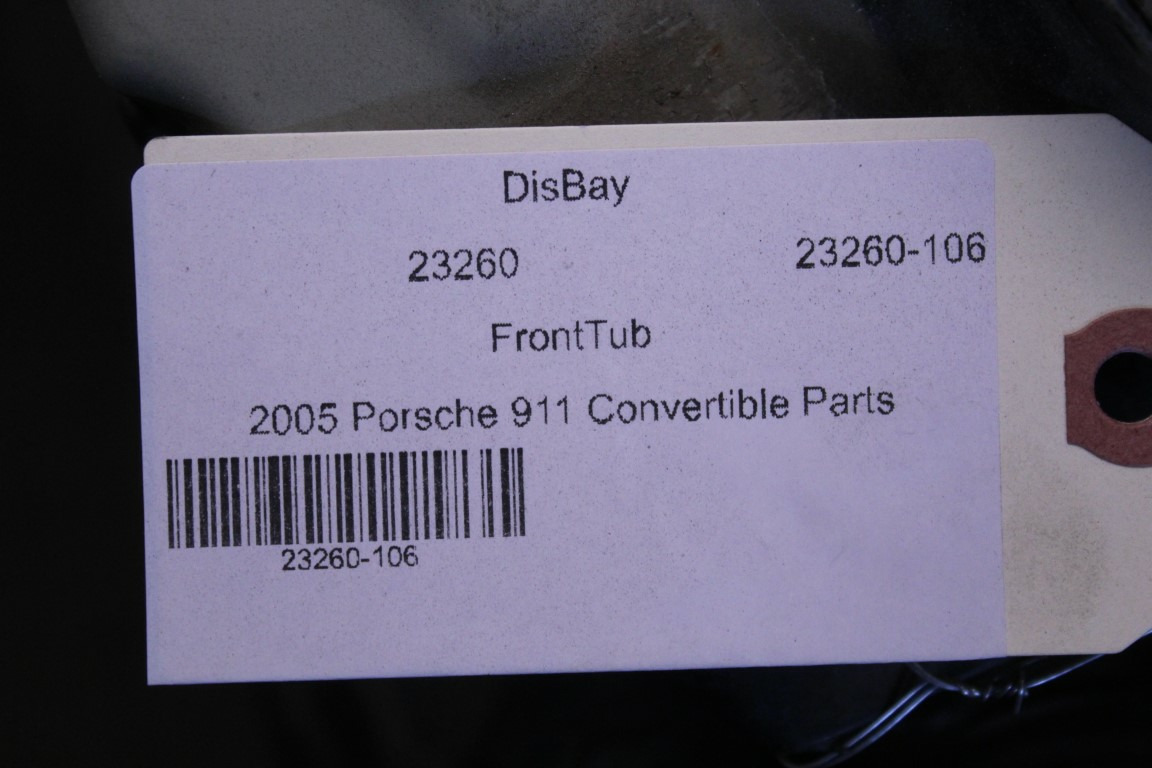 DisBay
23260 23260-106
FrontTub
2005 Porsche 911 Convertible Parts
23260-106